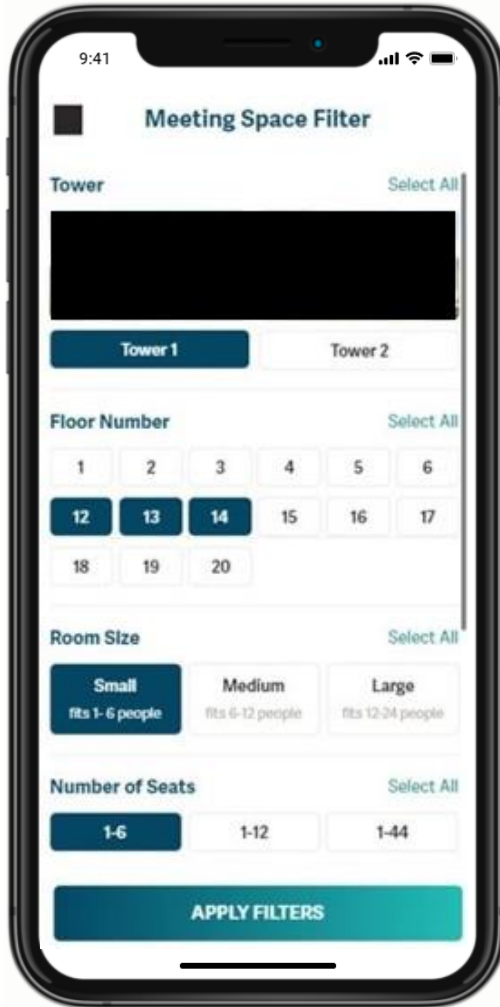 9:41
Meeting Space Filter
Tower Select All
Tower 1 Tower 2
Floor Number Select All
1 2 3 4 5 6
12 13 14 15 16 17
18 19 20
Room Size Select All
Small Medium Large
fits 1- 6 people fits 6-12 people fits 12-24 people
Number of Seats Select All
1-6 1-12 1-44
APPLY FILTERS